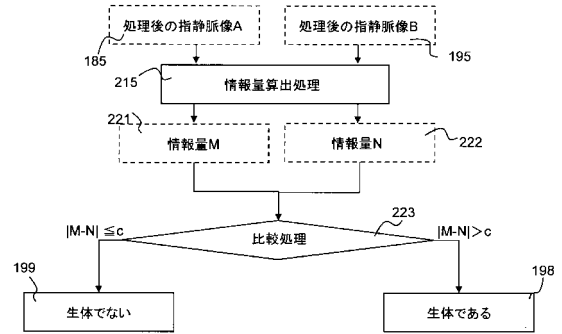 処理後の指静脈像A
処理後の指静脈像B
185
195
215
情報量算出処理
221
情報量M
情報量N
222
223
|M-N| ≦c
比較処理
|M-N|>c
199
198
生体でない
生体である